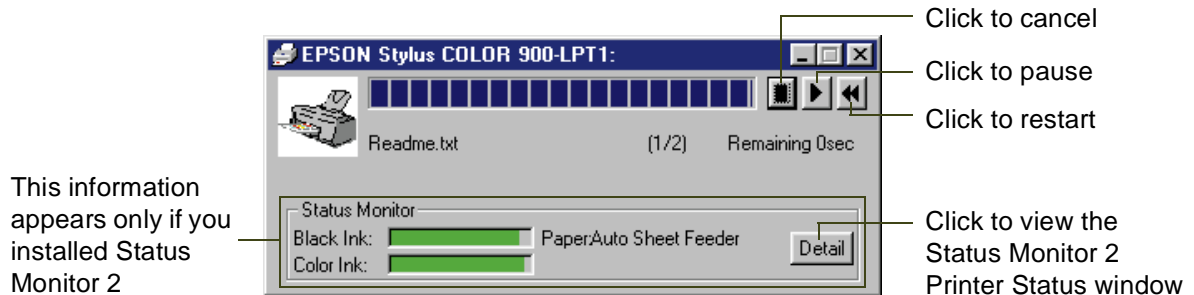 Click to cancel
EPSON Stylus COLOR 900-LPT1:
Click to pause
Click to restart
Readme.txt (1/2) Remaining 0sec
This information
appears only if you
installed Status
Monitor 2
Status Monitor
Black Ink: Paper:Auto Sheet Feeder
Color Ink:
Detail
Click to view the
Status Monitor 2
Printer Status window